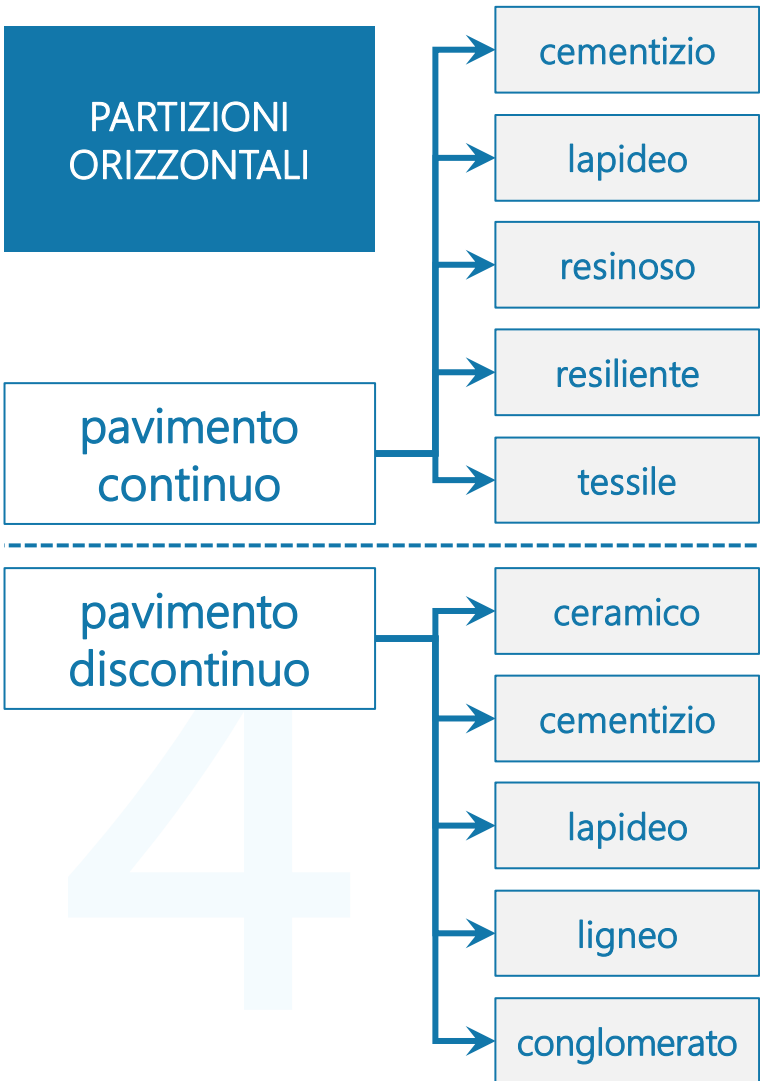 PARTIZIONI
ORIZZONTALI
pavimento
continuo
cementizio
lapideo
resinoso
resiliente
tessile
pavimento
discontinuo
ceramico
cementizio
lapideo
ligneo
conglomerato
4